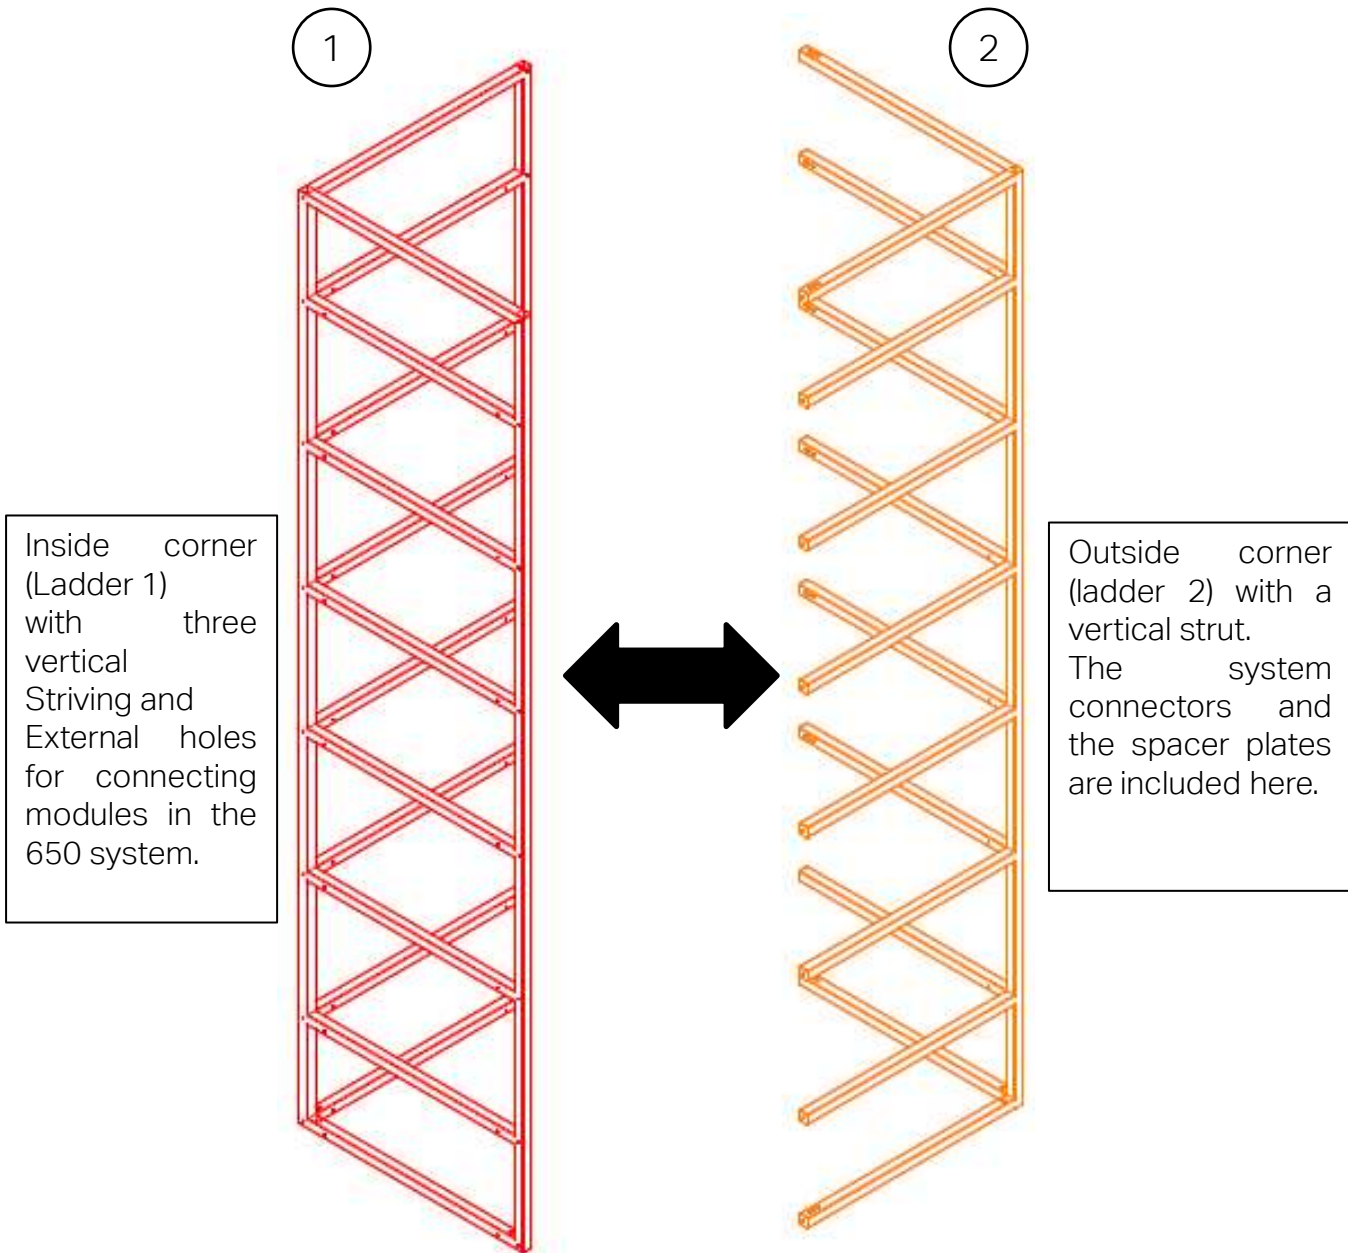 1
2
Inside corner
(Ladder 1)
with three
vertical
Striving and
External holes
for connecting
modules in the
650 system.
Outside corner
(ladder 2) with a
vertical strut.
The system
connectors and
the spacer plates
are included here.